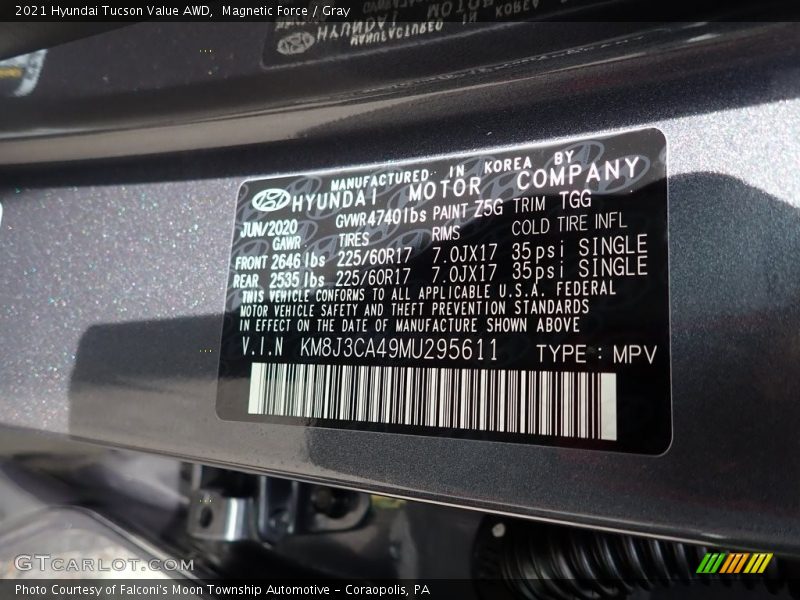 2021 Hyundai Tucson Value AWD,  Magnetic Force / Gray
MANUFACTURED IN KOREA BY
HYUNDAI MOTOR COMPANY
JUN/2020 GVWR 4740lbs PAINT Z5G TRIM TGG
GAWR TIRES RIMS COLD TIRE INFL
FRONT 2646 lbs 225/60R17 7.0JX17 35psi SINGLE
REAR 2535 lbs 225/60R17 7.0JX17 35psi SINGLE
THIS VEHICLE CONFORMS TO ALL APPLICABLE U.S.A. FEDERAL
MOTOR VEHICLE SAFETY AND THEFT PREVENTION STANDARDS
IN EFFECT ON THE DATE OF MANUFACTURE SHOWN ABOVE
V.I.N KM8J3CA49MU295611 TYPE : MPV
GTCARLOT.COM
Photo Courtesy of Falconi's Moon Township Automotive - Coraopolis, PA